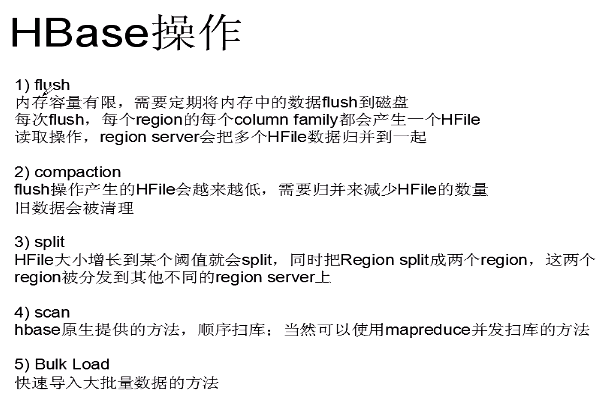 HBase操作
1) flush
内存容量有限，需要定期将内存中的数据flush到磁盘
每次flush，每个region的每个column family都会产生一个HFile
读取操作，region server会把多个HFile数据归并到一起
2) compaction
flush操作产生的HFile会越来越低，需要归并来减少HFile的数量
旧数据会被清理
3) split
HFile大小增长到某个阈值就会split，同时把Region split成两个region，这两个
region被分发到其他不同的region server上
4) scan
hbase原生提供的方法，顺序扫库；当然可以使用mapreduce并发扫库的方法
5) Bulk Load
快速导入大批量数据的方法